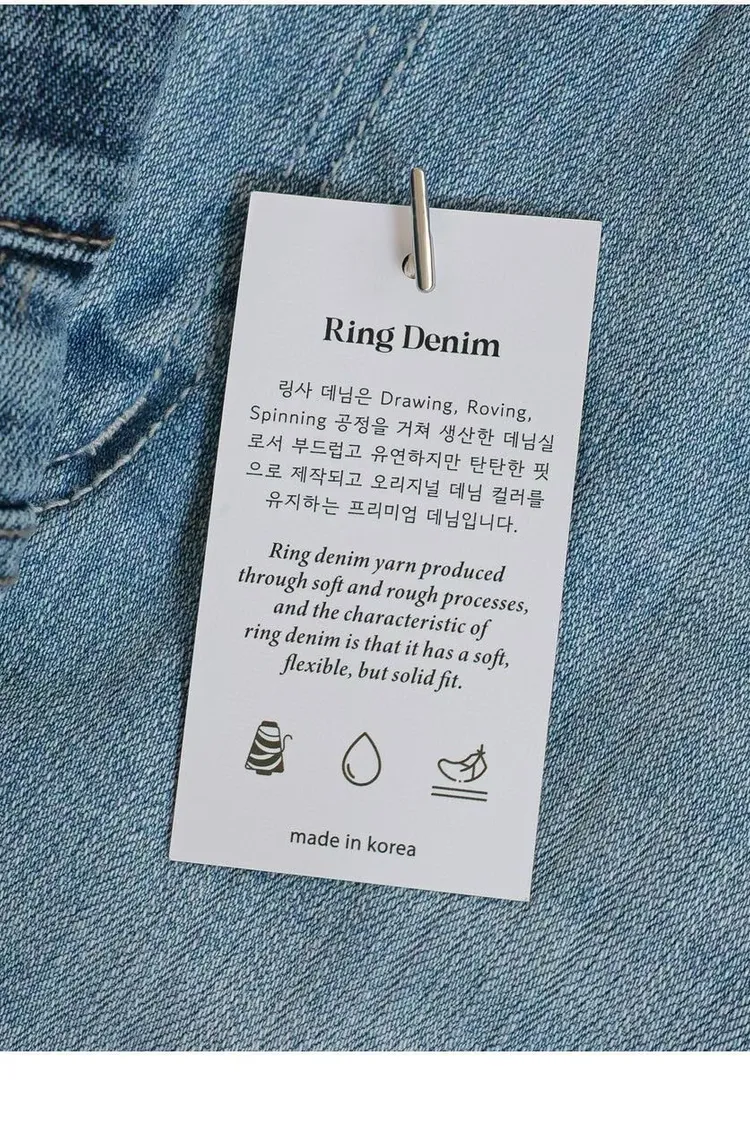 Ring Denim
링사 데님은 Drawing, Roving,
Spinning 공정을 거쳐 생산한 데님실
로서 부드럽고 유연하지만 탄탄한 핏
으로 제작되고 오리지널 데님 컬러를
유지하는 프리미엄 데님입니다.
Ring denim yarn produced
through soft and rough processes,
and the characteristic of
ring denim is that it has a soft,
flexible, but solid fit.
made in korea